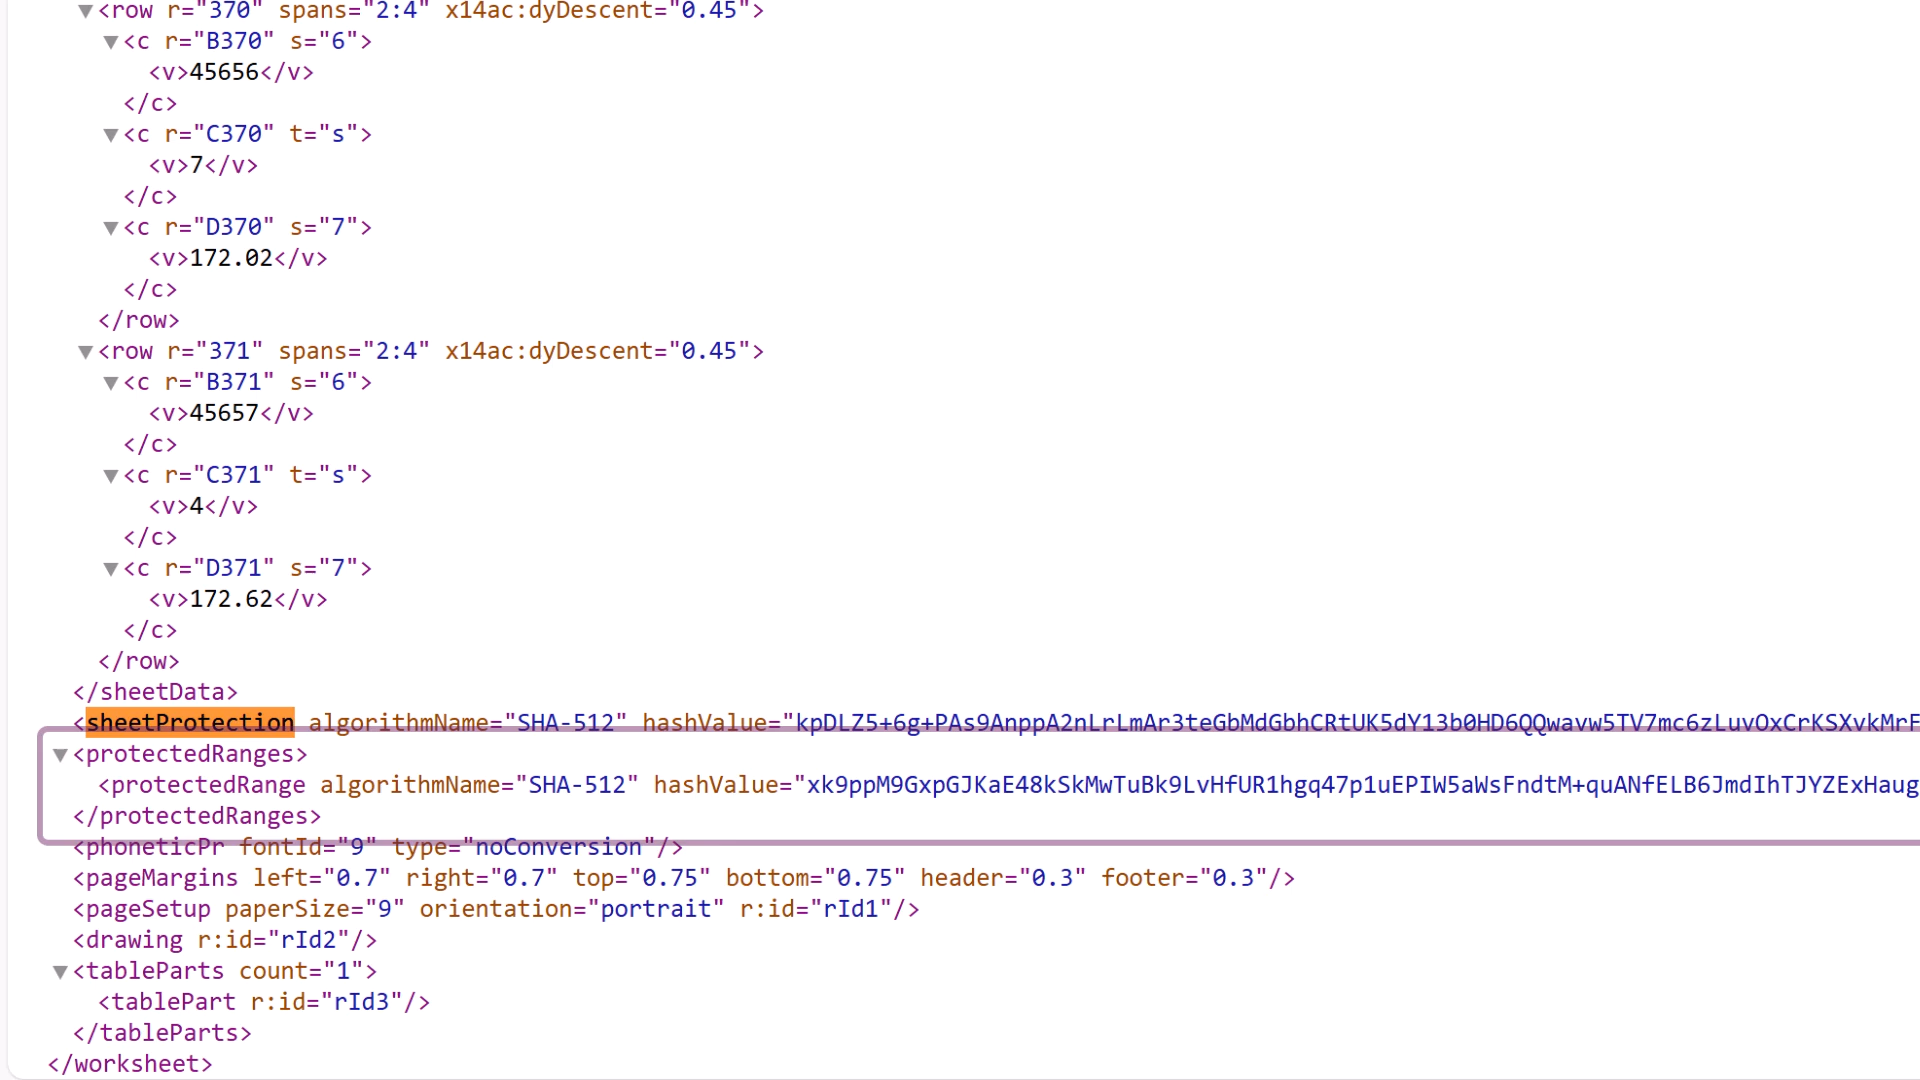 ▼<row r="370" spans="2:4" x14ac:dyDescent="0.45">
▼<c r="B370" s="6">
<v>45656</v>
</c>
▼<c r="C370" t="s">
<v>7</v>
</c>
▼<c r="D370" s="7">
<v>172.02</v>
</c>
</row>
▼<row r="371" spans="2:4" x14ac:dyDescent="0.45">
▼<c r="B371" s="6">
<v>45657</v>
</c>
▼<c r="C371" t="s">
<v>4</v>
</c>
▼<c r="D371" s="7">
<v>172.62</v>
</c>
</row>
</sheetData>
<sheetProtection algorithmName="SHA-512" hashValue="kpDLZ5+6g+PAs9AnppA2nLrLmAr3teGbMdGbhCRtUK5dY13b0HD6QQwavw5TV7mc6zLuvOxCrKSXvkMrF
▼<protectedRanges>
<protectedRange algorithmName="SHA-512" hashValue="xk9ppM9GxpGJKaE48kSkMwTuBk9LvHfUR1hgq47p1uEPIW5aWsFndtM+quANfELB6JmdIhTJYZExHaug
</protectedRanges>
<phoneticPr fontId="9" type="noConversion"/>
<pageMargins left="0.7" right="0.7" top="0.75" bottom="0.75" header="0.3" footer="0.3"/>
<pageSetup paperSize="9" orientation="portrait" r:id="rId1"/>
<drawing r:id="rId2"/>
▼<tableParts count="1">
<tablePart r:id="rId3"/>
</tableParts>
</worksheet>